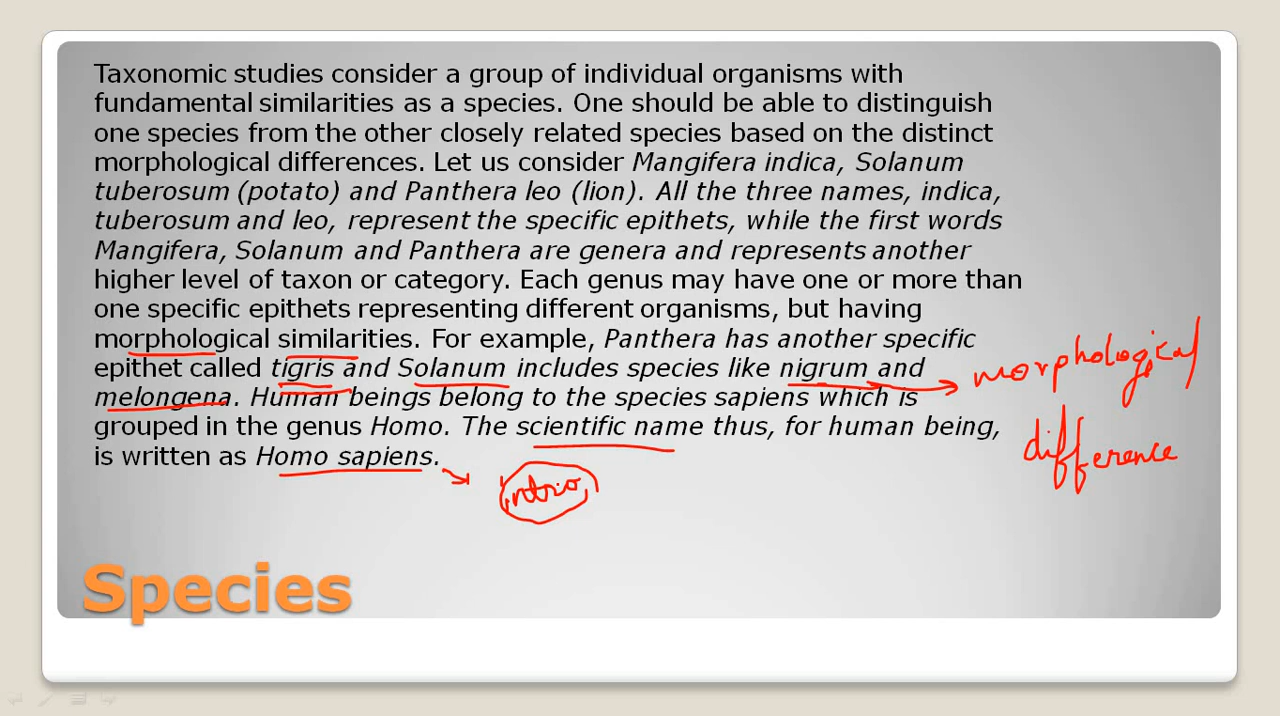 Taxonomic studies consider a group of individual organisms with
fundamental similarities as a species. One should be able to distinguish
one species from the other closely related species based on the distinct
morphological differences. Let us consider Mangifera indica, Solanum
tuberosum (potato) and Panthera leo (lion). All the three names, indica,
tuberosum and leo, represent the specific epithets, while the first words
Mangifera, Solanum and Panthera are genera and represents another
higher level of taxon or category. Each genus may have one or more than
one specific epithets representing different organisms, but having
morphological similarities. For example, Panthera has another specific
epithet called tigris and Solanum includes species like nigrum and
melongena. Human beings belong to the species sapiens which is
grouped in the genus Homo. The scientific name thus, for human being,
is written as Homo sapiens.
morphological
difference
intro
Species